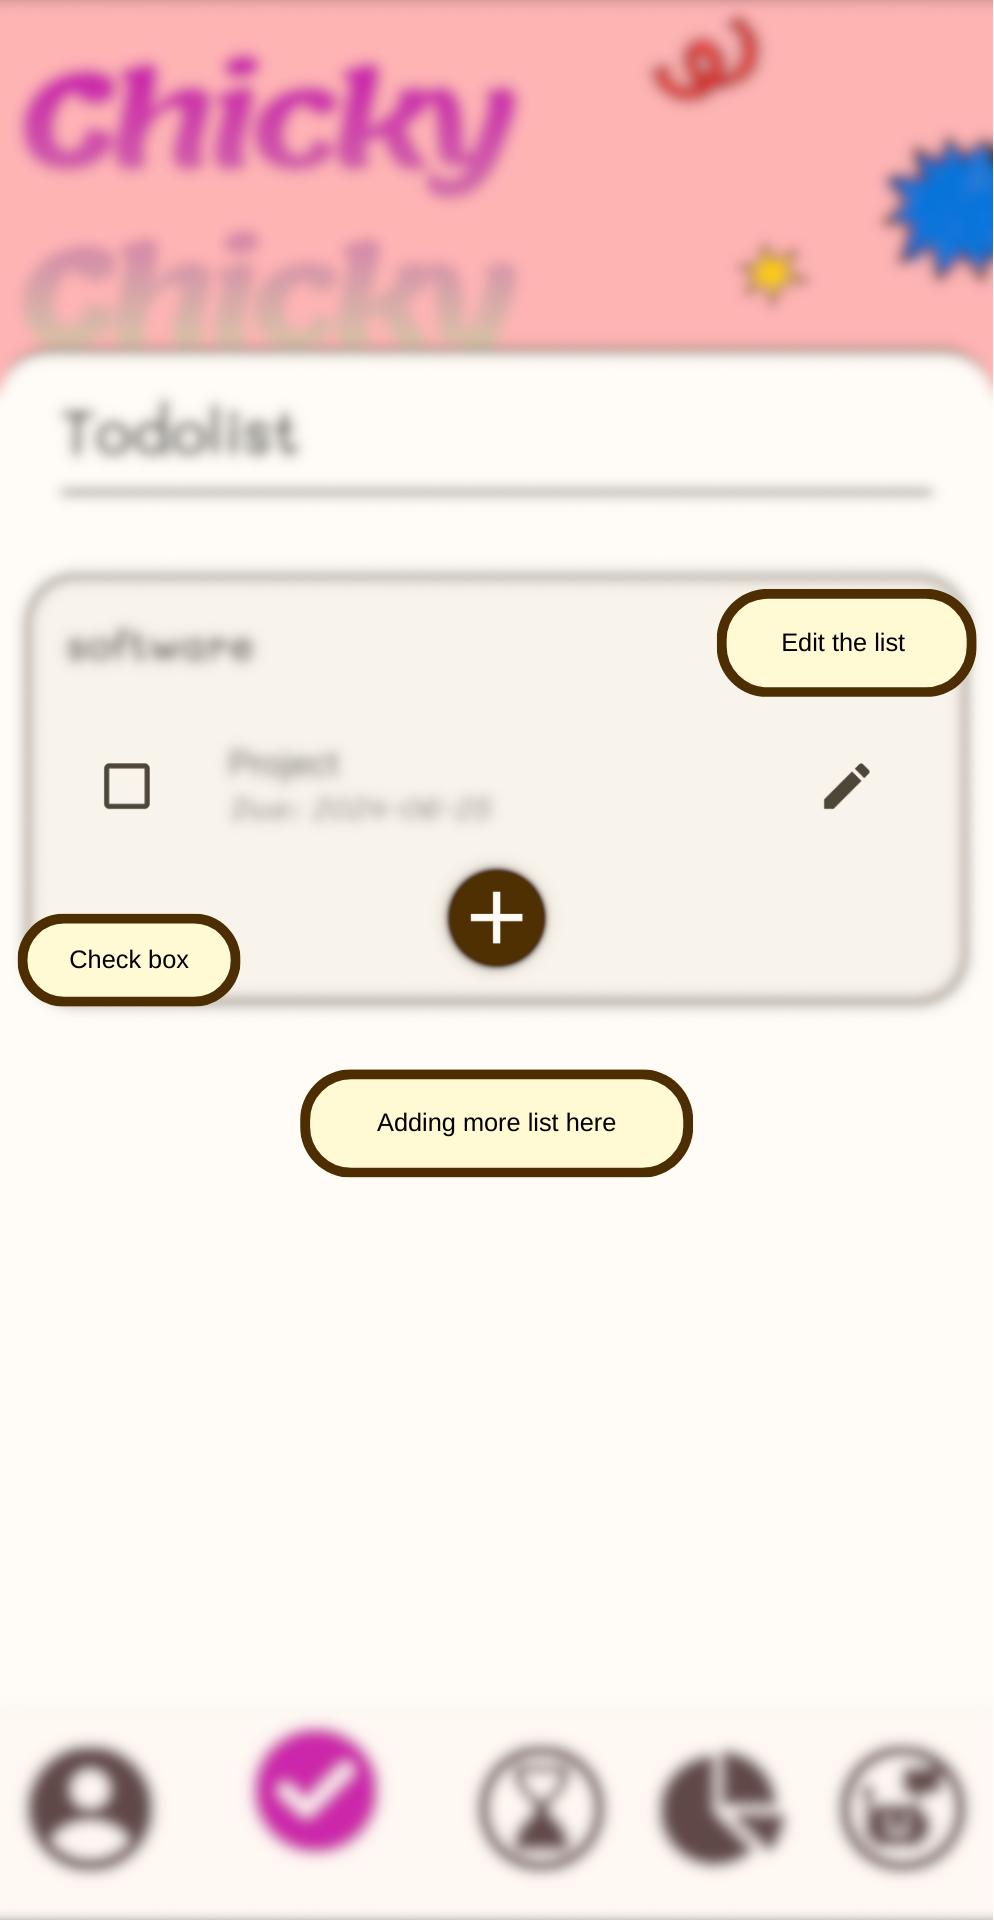 Chicky
Chicky
Todolist
software
Edit the list
Project
Due: 2024-06-25
Check box
Adding more list here